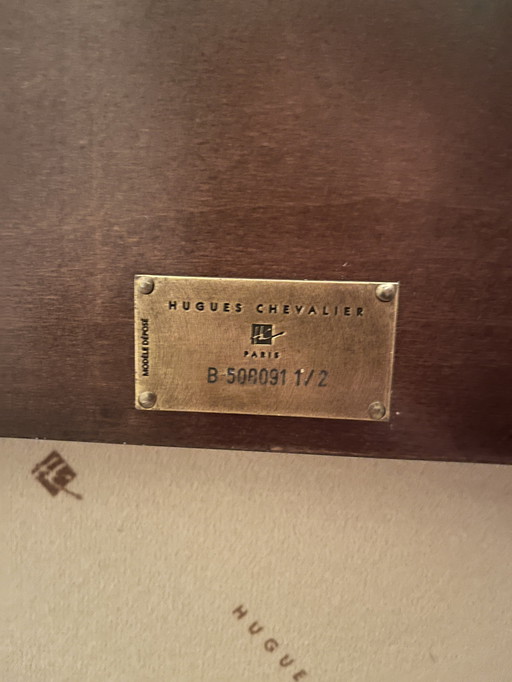 HUGUES CHEVALIER
PARIS
MODÈLE DÉPOSÉ
B-508091 1/2
HUGUE